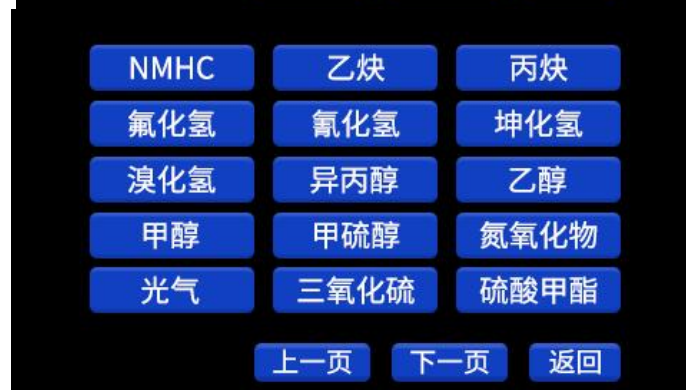 NMHC 乙炔 丙炔
氟化氢 氰化氢 坤化氢
溴化氢 异丙醇 乙醇
甲醇 甲硫醇 氮氧化物
光气 三氧化硫 硫酸甲酯
上一页 下一页 返回